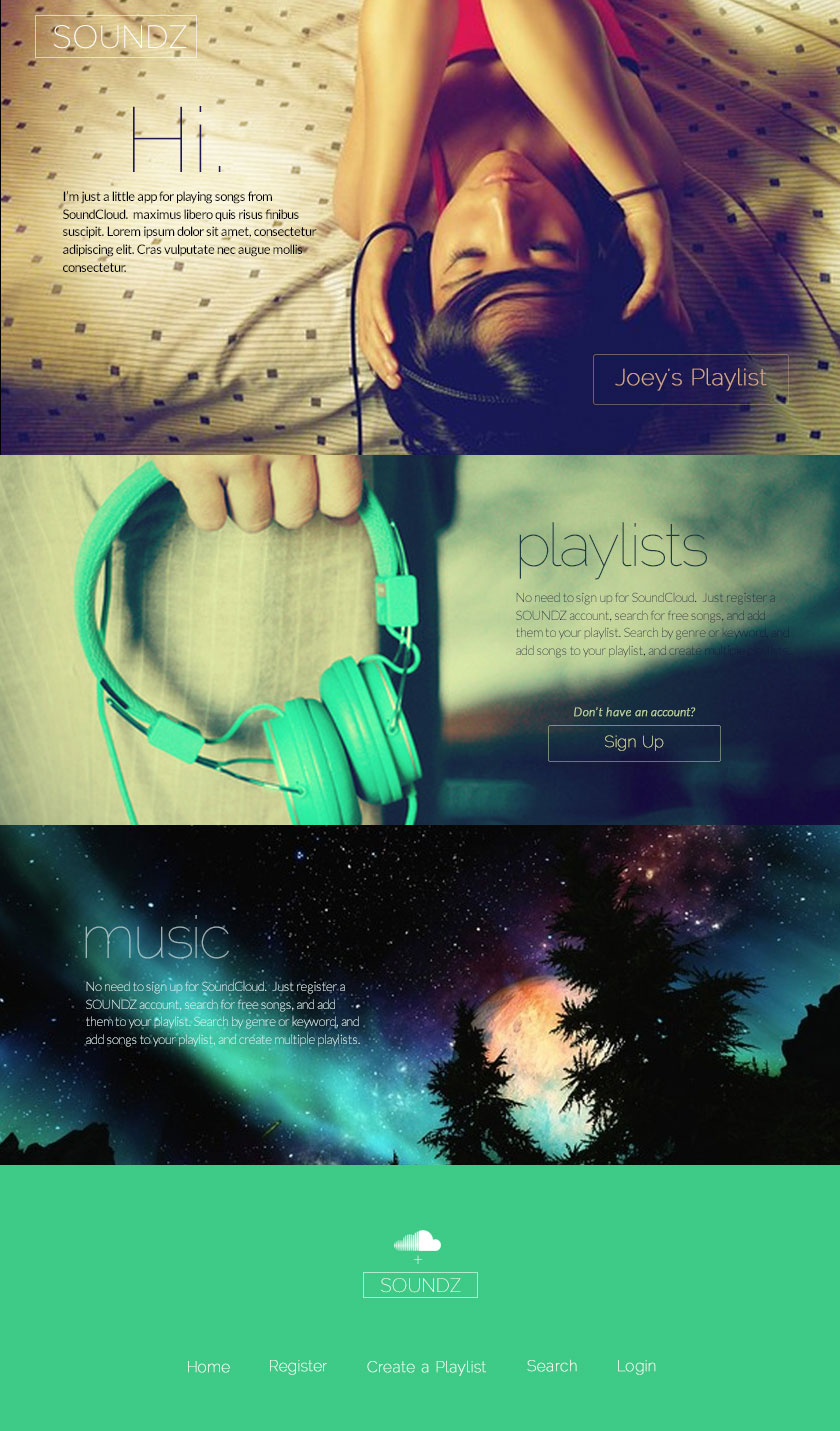 SOUNDZ
Hi.
I'm just a little app for playing songs from
SoundCloud.  maximus libero quis risus finibus
suscipit. Lorem ipsum dolor sit amet, consectetur
adipiscing elit. Cras vulputate nec augue mollis
consectetur.
Joey's Playlist
playlists
No need to sign up for SoundCloud.  Just register a
SOUNDZ account, search for free songs, and add
them to your playlist. Search by genre or keyword, and
add songs to your playlist, and create multiple playlists.
Don't have an account?
Sign Up
music
No need to sign up for SoundCloud.  Just register a
SOUNDZ account, search for free songs, and add
them to your playlist. Search by genre or keyword, and
add songs to your playlist, and create multiple playlists.
+
SOUNDZ
Home Register Create a Playlist Search Login